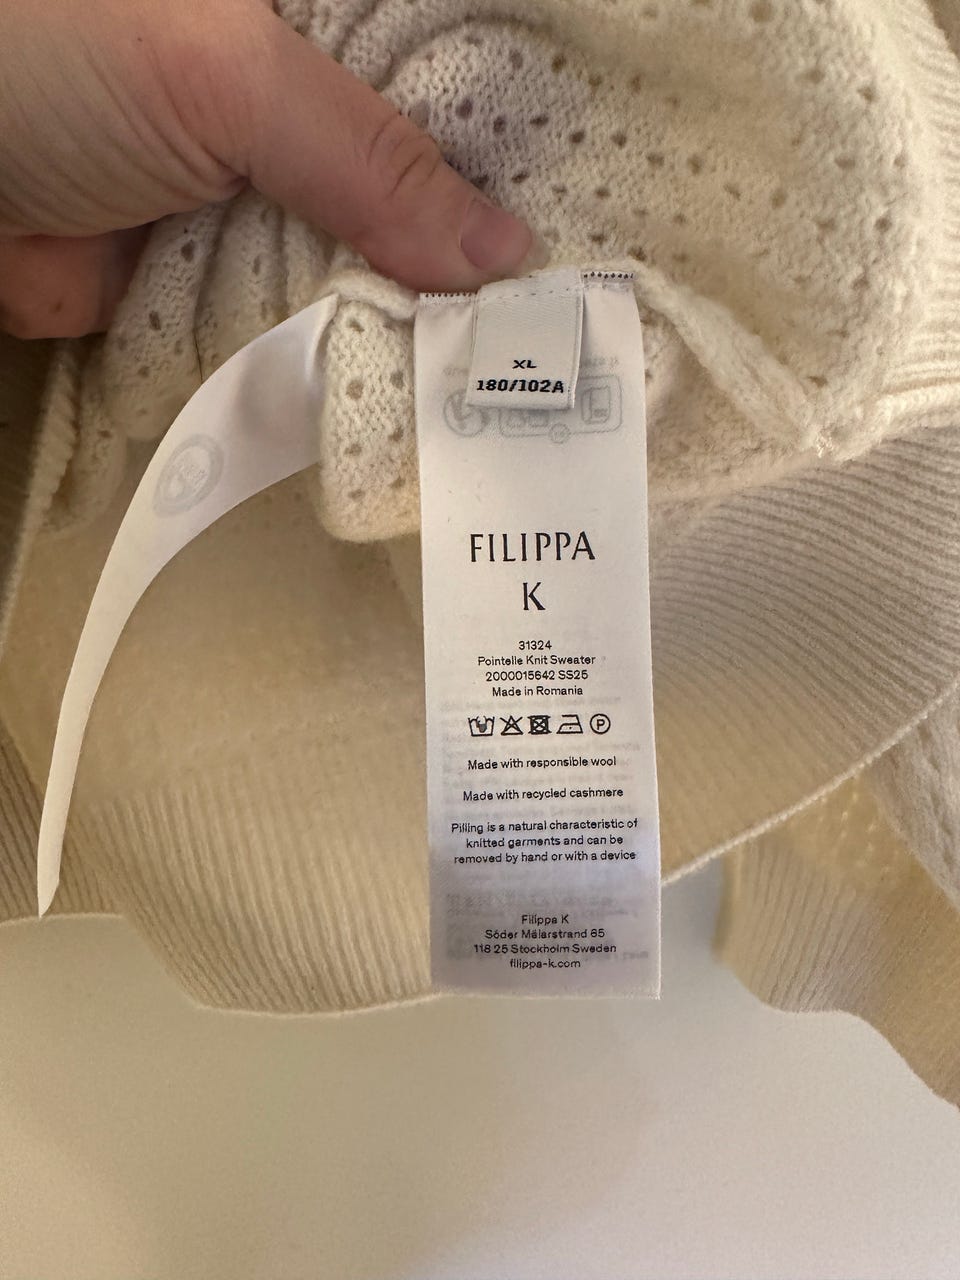 XL
180/102A
FILIPPA
K
31324
Pointelle Knit Sweater
2000015642 SS25
Made in Romania
P
Made with responsible wool
Made with recycled cashmere
Pilling is a natural characteristic of
knitted garments and can be
removed by hand or with a device
Filippa K
Söder Mälarstrand 65
118 25 Stockholm Sweden
filippa-k.com